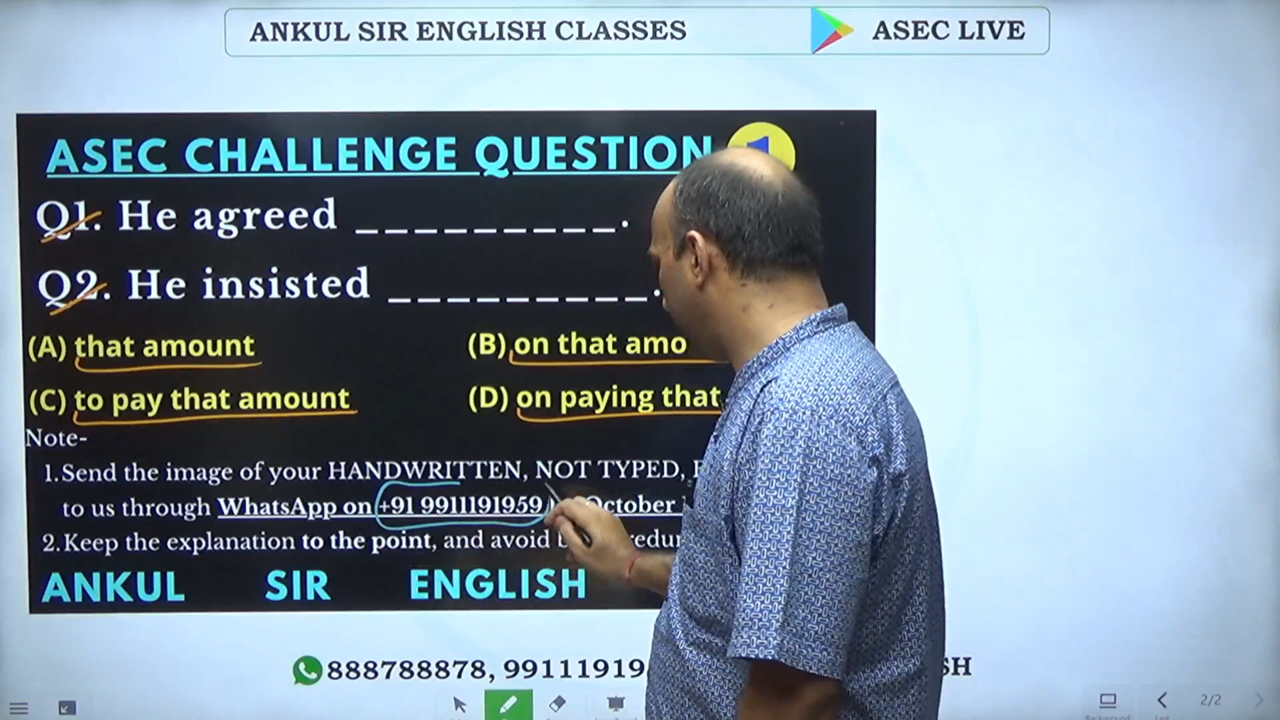 ANKUL SIR ENGLISH CLASSES ASEC LIVE
ASEC CHALLENGE QUESTION 1
Q1. He agreed _________.
Q2. He insisted _________.
(A) that amount (B) on that amo
(C) to pay that amount (D) on paying that
Note-
1. Send the image of your HANDWRITTEN, NOT TYPED,
to us through WhatsApp on +91 9911191959 October
2. Keep the explanation to the point, and avoid
ANKUL SIR ENGLISH
888788878, 99111919
2/2